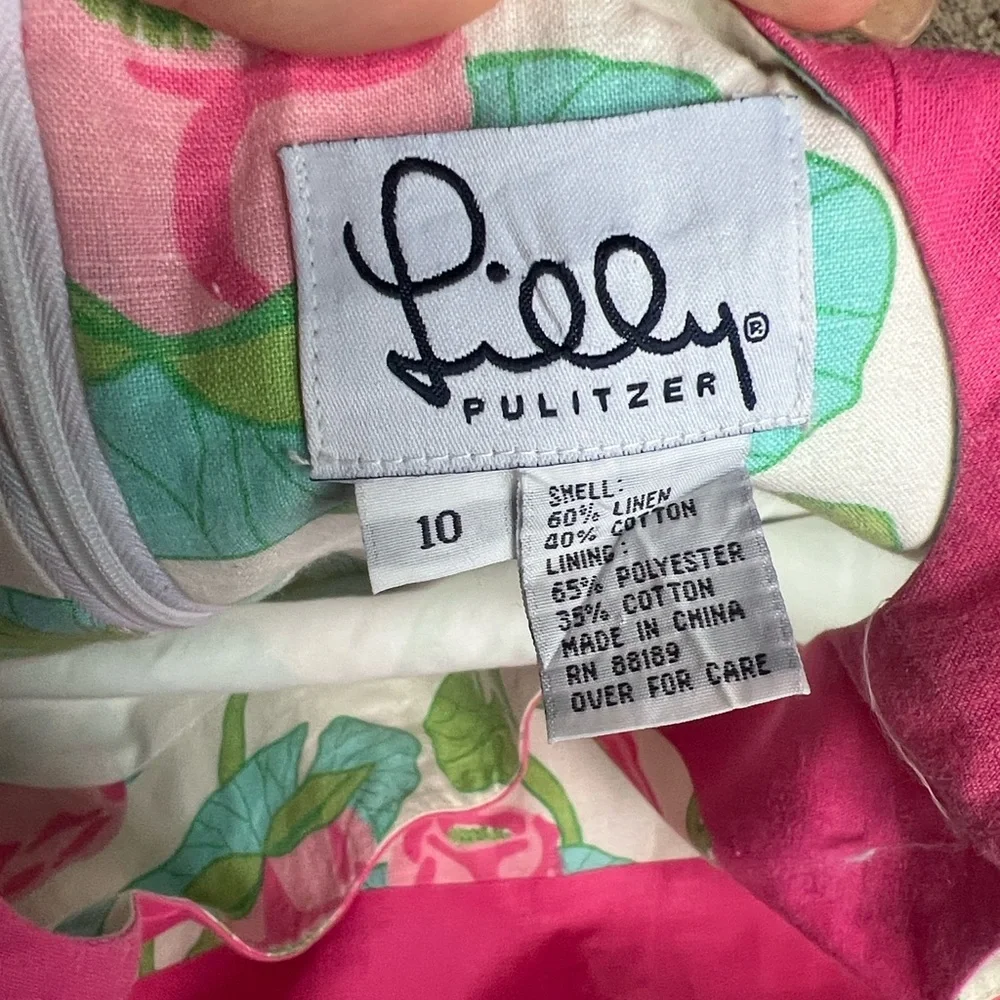 Lilly®
PULITZER
10
SHELL:
60% LINEN
40% COTTON
LINING:
65% POLYESTER
35% COTTON
MADE IN CHINA
RN 88189
OVER FOR CARE